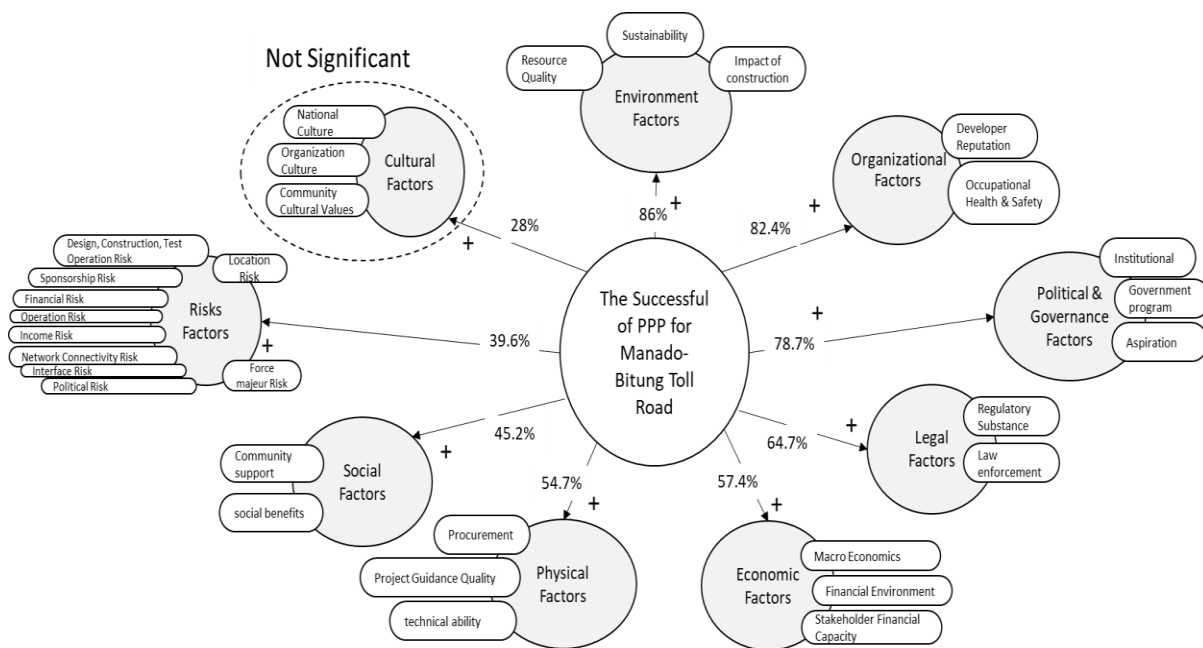 Not Significant
National
Culture
Organization
Culture
Community
Cultural Values
Cultural
Factors
28%
+
Sustainability
Resource
Quality
Impact of
construction
Environment
Factors
86%
+
Developer
Reputation
Occupational
Health & Safety
Organizational
Factors
82.4%
+
Institutional
Government
program
Aspiration
Political &
Governance
Factors
78.7%
+
Regulatory
Substance
Law
enforcement
Legal
Factors
64.7%
+
Macro Economics
Financial Environment
Stakeholder Financial
Capacity
Economic
Factors
57.4%
+
Procurement
Project Guidance Quality
technical ability
Physical
Factors
54.7%
+
Community
support
social benefits
Social
Factors
45.2%
+
Design, Construction, Test
Operation Risk
Location
Risk
Sponsorship Risk
Financial Risk
Operation Risk
Income Risk
Network Connectivity Risk
Interface Risk
Political Risk
Force
majeur Risk
Risks
Factors
39.6%
+
The Successful
of PPP for
Manado-
Bitung Toll
Road